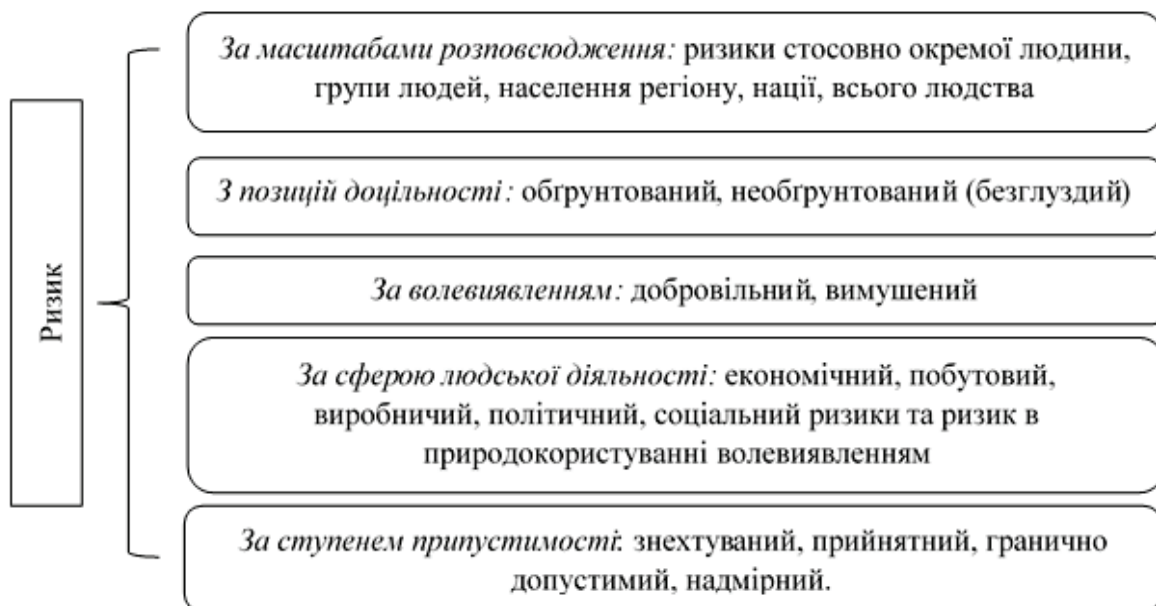 Ризик
За масштабами розповсюдження: ризики стосовно окремої людини,
групи людей, населення регіону, нації, всього людства
З позицій доцільності: обґрунтований, необґрунтований (безглуздий)
За волевиявленням: добровільний, вимушений
За сферою людської діяльності: економічний, побутовий,
виробничий, політичний, соціальний ризики та ризик в
природокористуванні волевиявленням
За ступенем припустимості: знехтуваний, прийнятний, гранично
допустимий, надмірний.